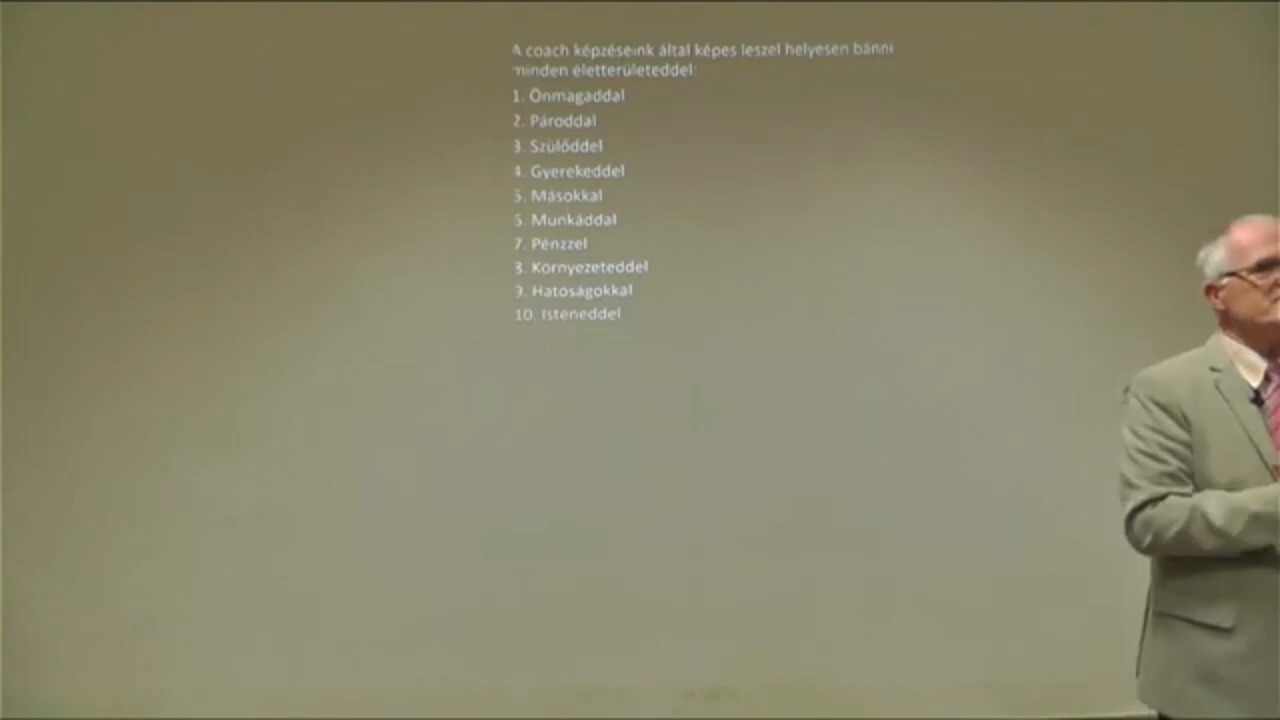 A coach képzéseink által képes leszel helyesen bánni
minden életterületeddel:
1. Önmagaddal
2. Pároddal
3. Szülőddel
4. Gyerekeddel
5. Másokkal
6. Munkáddal
7. Pénzzel
8. Környezeteddel
9. Hatóságokkal
10. Isteneddel